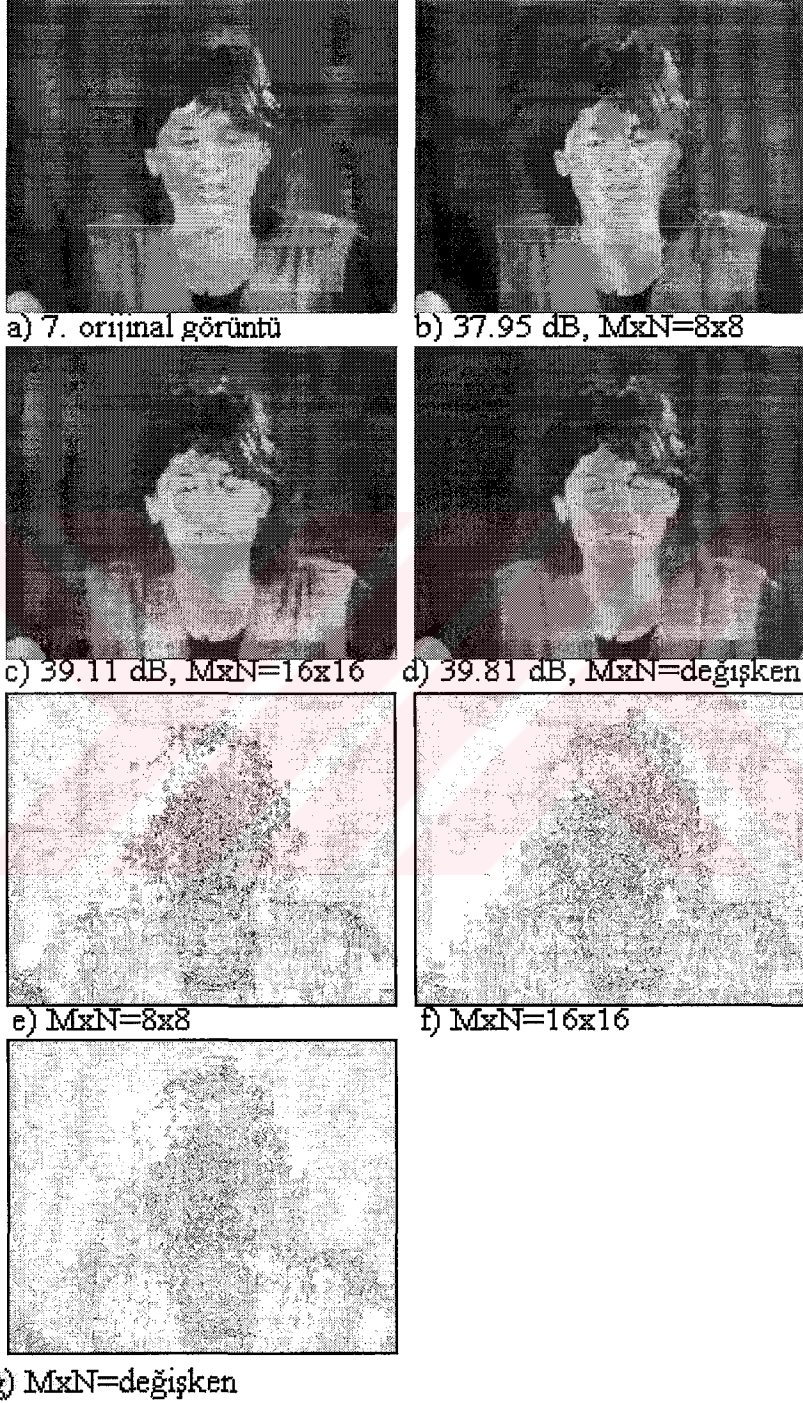 a) 7. orijinal görüntü
b) 37.95 dB, MxN=8x8
c) 39.11 dB, MxN=16x16
d) 39.81 dB, MxN=değişken
e) MxN=8x8
f) MxN=16x16
g) MxN=değişken